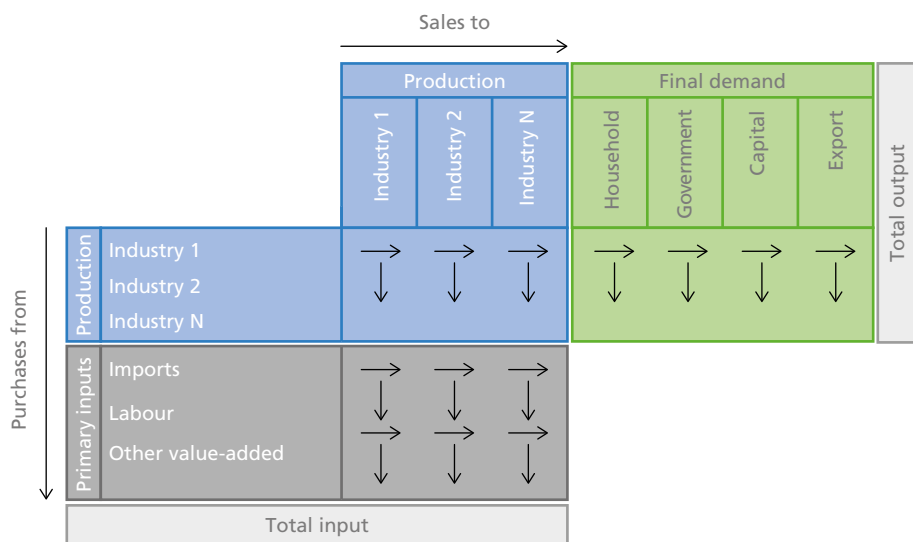 Sales to
Production
Final demand
Industry 1
Industry 2
Industry N
Household
Government
Capital
Export
Total output
Purchases from
Production
Industry 1
Industry 2
Industry N
Primary inputs
Imports
Labour
Other value-added
Total input